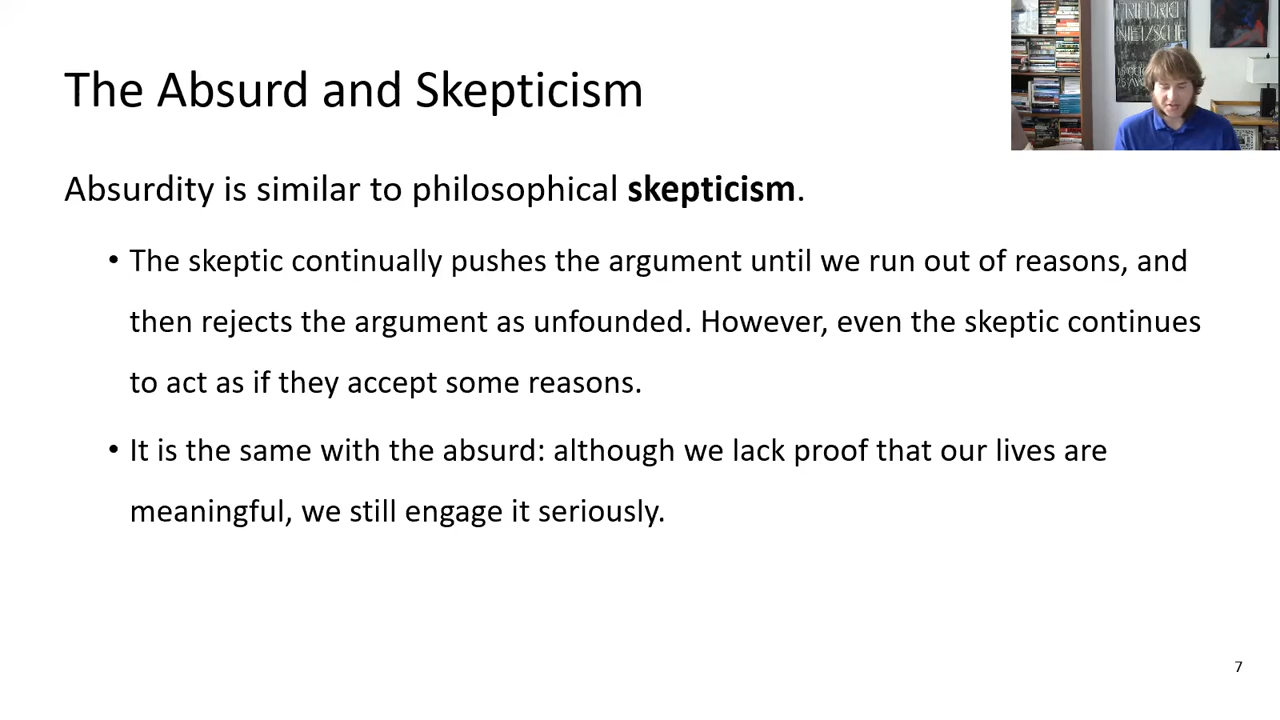 The Absurd and Skepticism
FRIEDRICH
NIETZSCHE
Absurdity is similar to philosophical skepticism.
• The skeptic continually pushes the argument until we run out of reasons, and
then rejects the argument as unfounded. However, even the skeptic continues
to act as if they accept some reasons.
• It is the same with the absurd: although we lack proof that our lives are
meaningful, we still engage it seriously.
7